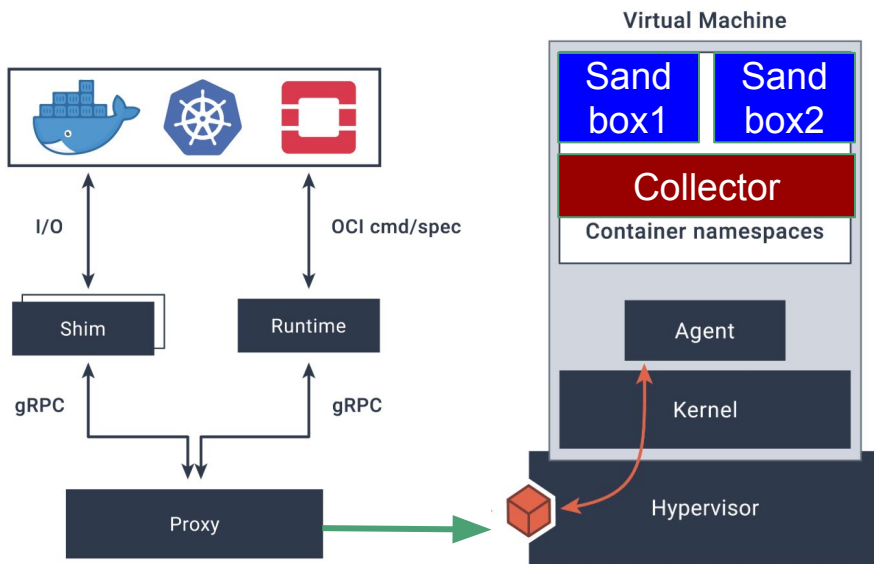 Virtual Machine
Sand
box1
Sand
box2
Collector
Container namespaces
I/O
OCI cmd/spec
Shim
Runtime
Agent
gRPC
gRPC
Kernel
Proxy
Hypervisor